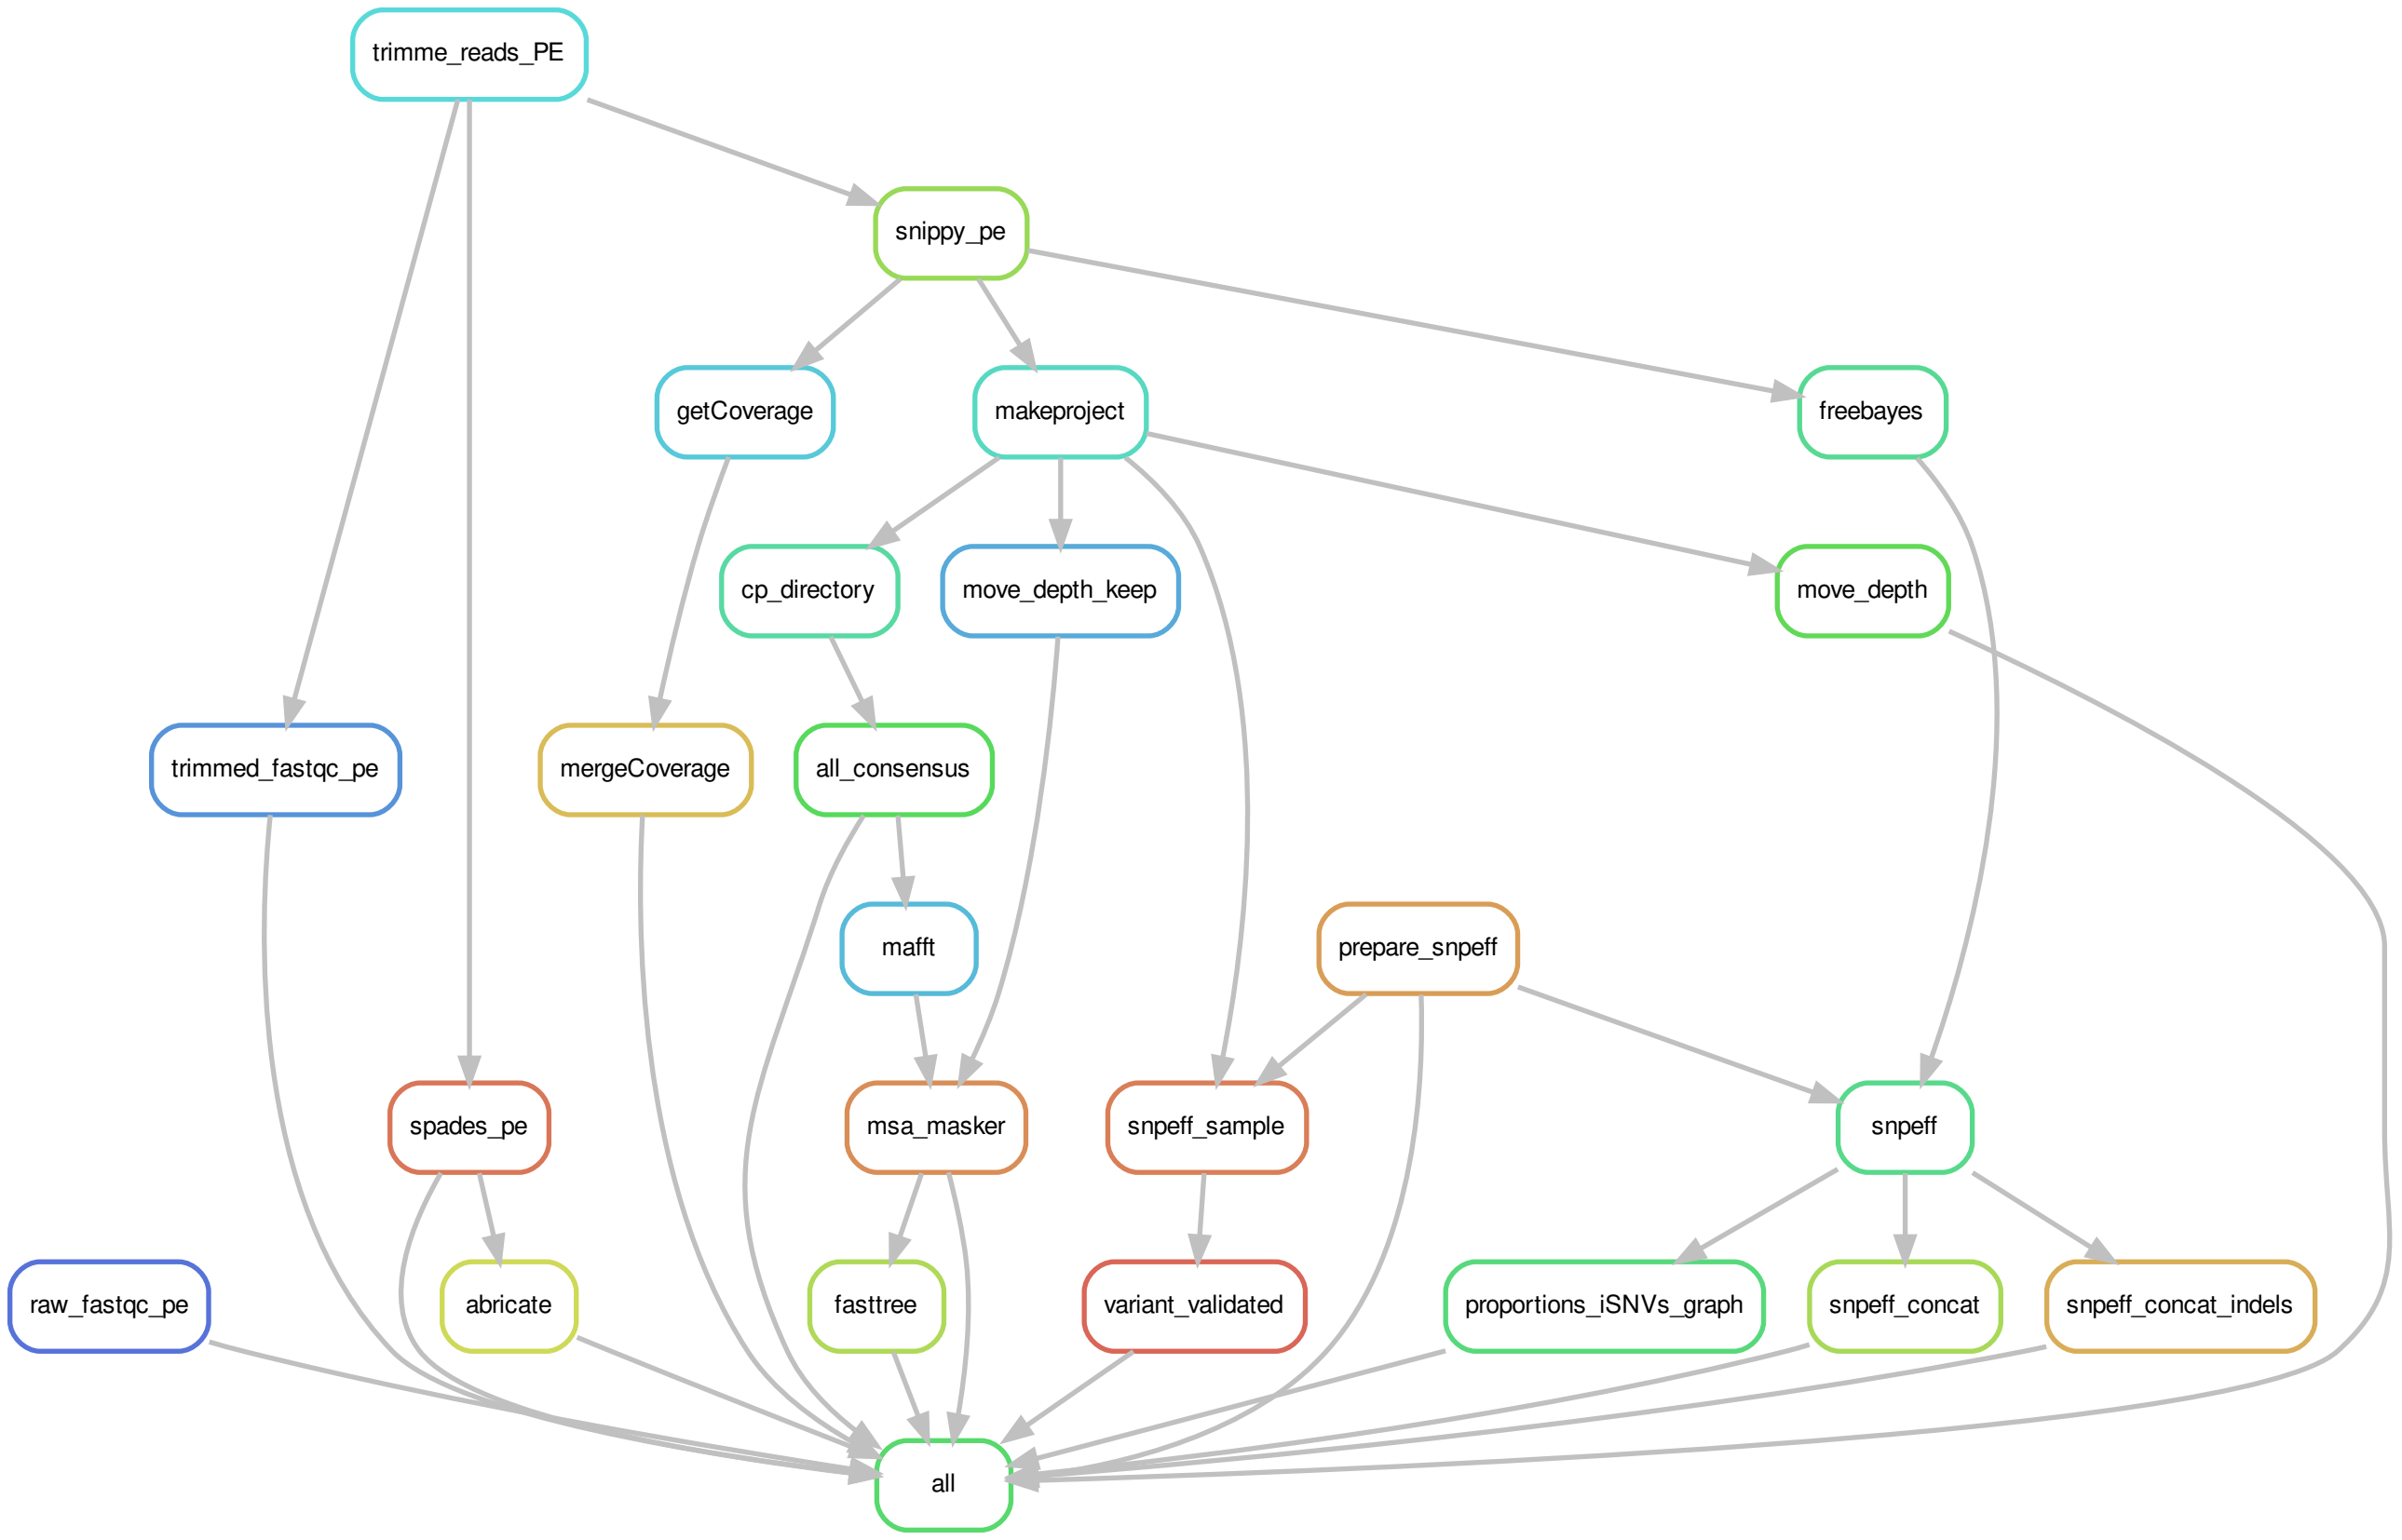 trimme_reads_PE
snippy_pe
getCoverage
makeproject
freebayes
cp_directory
move_depth_keep
move_depth
trimmed_fastqc_pe
mergeCoverage
all_consensus
mafft
prepare_snpeff
spades_pe
msa_masker
snpeff_sample
snpeff
raw_fastqc_pe
abricate
fasttree
variant_validated
proportions_iSNVs_graph
snpeff_concat
snpeff_concat_indels
all